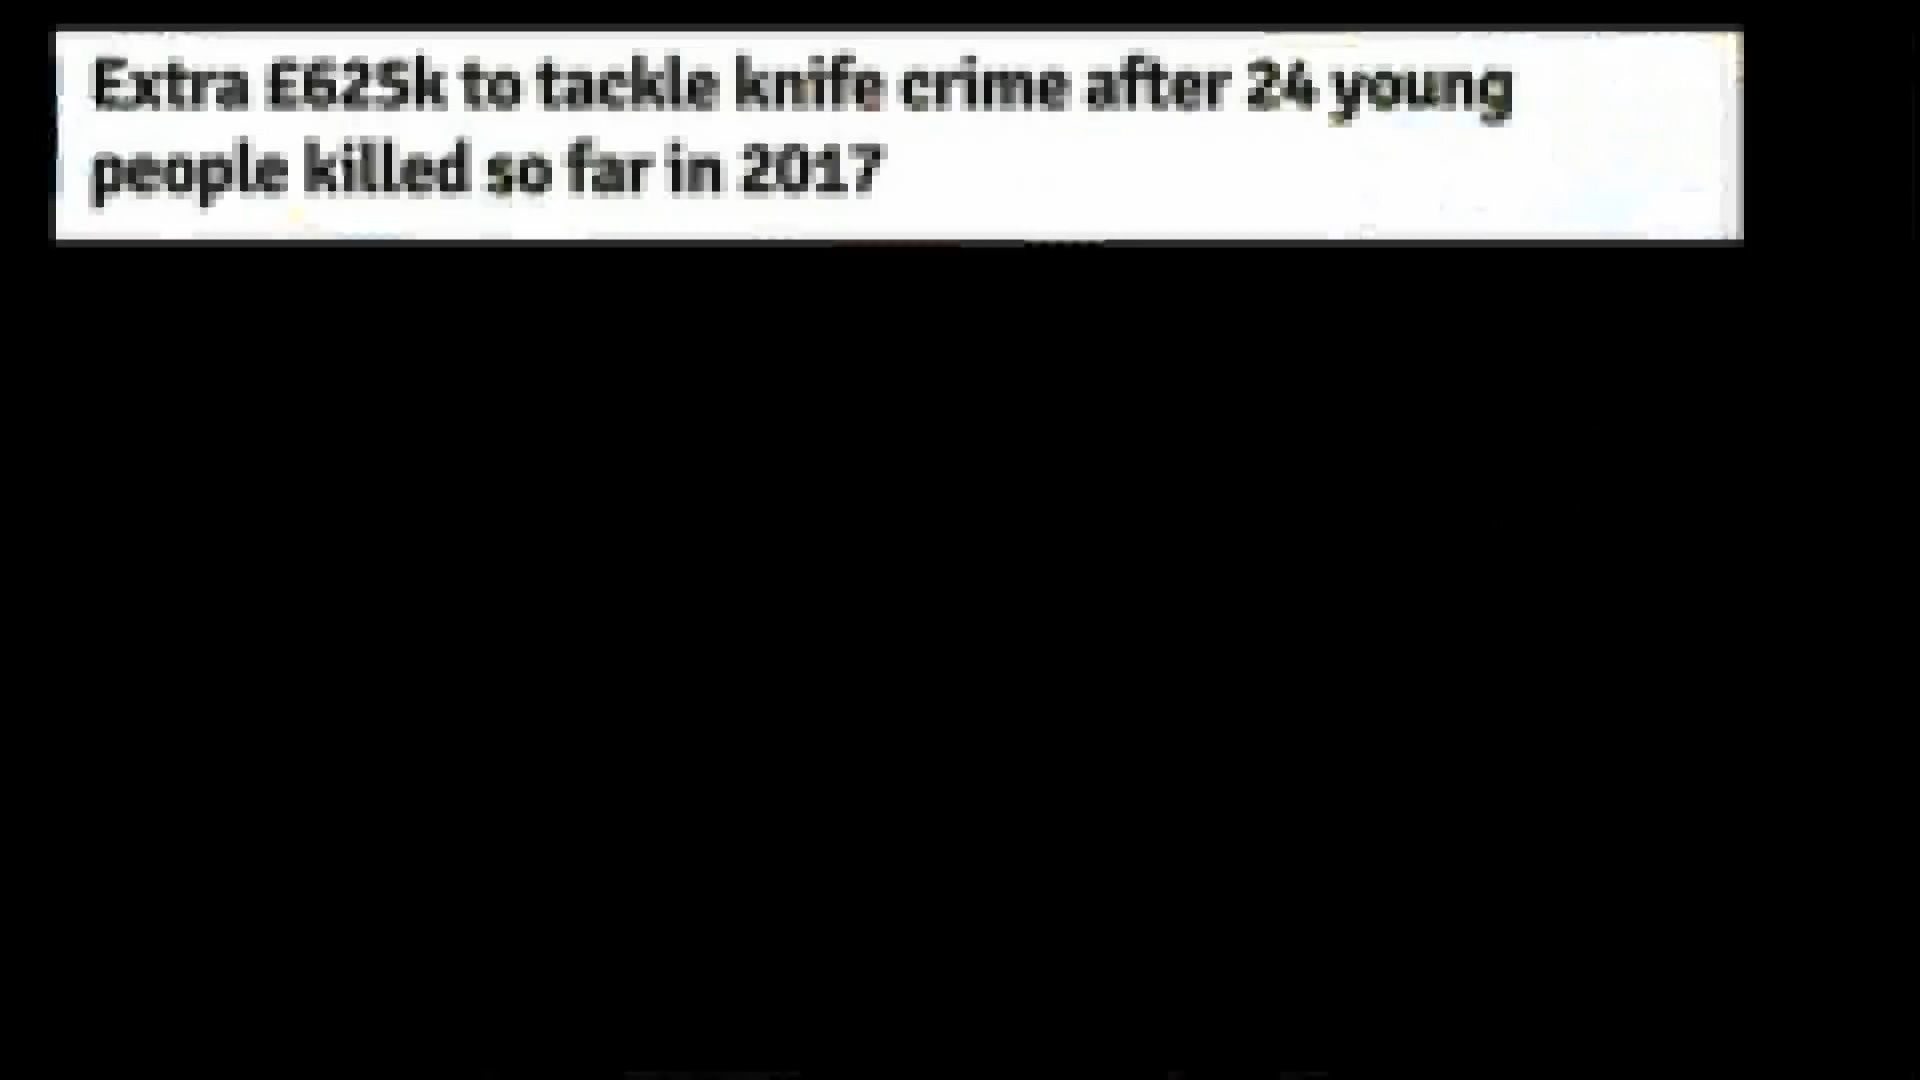 Extra £625k to tackle knife crime after 24 young
people killed so far in 2017